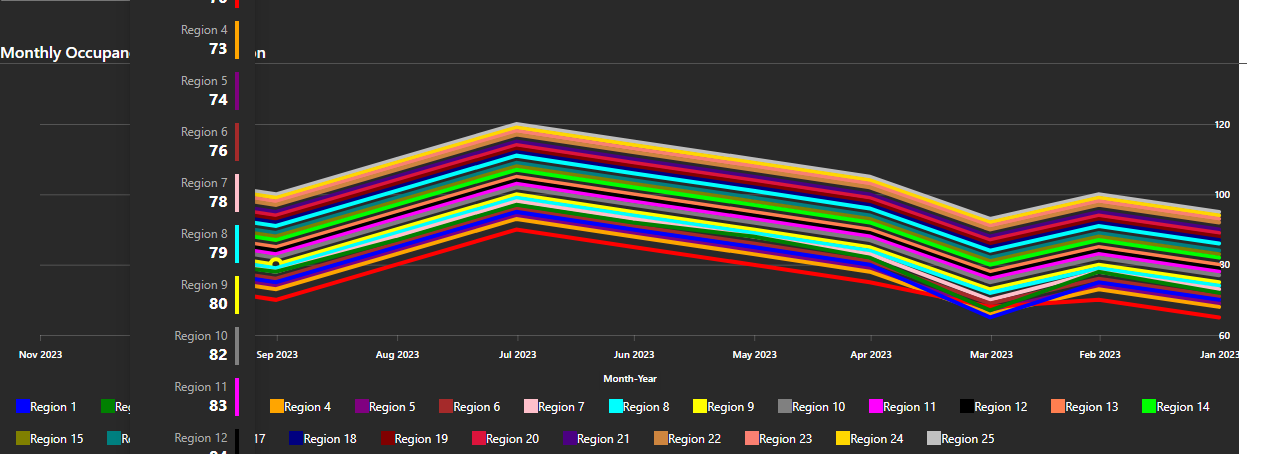 70
Region 4
73
Monthly Occupan on
Region 5
74
Region 6
76
Region 7
78
Region 8
79
Region 9
80
Region 10
82
Region 11
83
Region 12
84
120
100
80
60
Nov 2023 Sep 2023 Aug 2023 Jul 2023 Jun 2023 May 2023 Apr 2023 Mar 2023 Feb 2023 Jan 2023
Month-Year
Region 1 Re Region 4 Region 5 Region 6 Region 7 Region 8 Region 9 Region 10 Region 11 Region 12 Region 13 Region 14
Region 15 Re 17 Region 18 Region 19 Region 20 Region 21 Region 22 Region 23 Region 24 Region 25